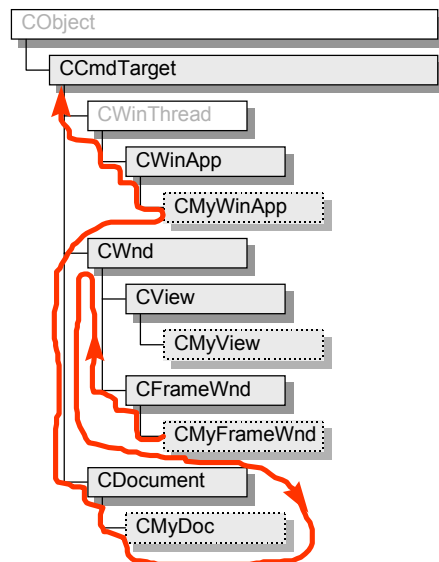 CObject
CCmdTarget
CWinThread
CWinApp
CMyWinApp
CWnd
CView
CMyView
CFrameWnd
CMyFrameWnd
CDocument
CMyDoc